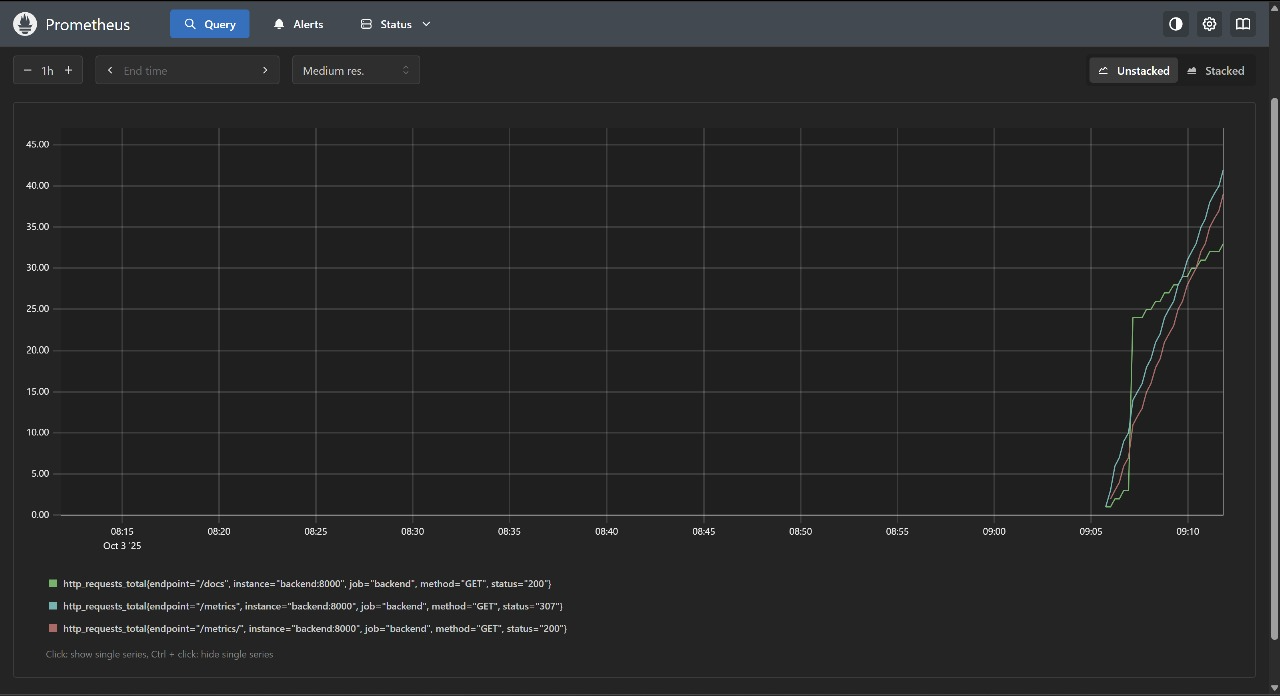 Prometheus Query Alerts Status
1h End time Medium res. Unstacked Stacked
45.00
40.00
35.00
30.00
25.00
20.00
15.00
10.00
5.00
0.00
08:15 08:20 08:25 08:30 08:35 08:40 08:45 08:50 08:55 09:00 09:05 09:10
Oct 3 '25
http_requests_total{endpoint="/docs", instance="backend:8000", job="backend", method="GET", status="200"}
http_requests_total{endpoint="/metrics", instance="backend:8000", job="backend", method="GET", status="307"}
http_requests_total{endpoint="/metrics/", instance="backend:8000", job="backend", method="GET", status="200"}
Click: show single series, Ctrl + click: hide single series